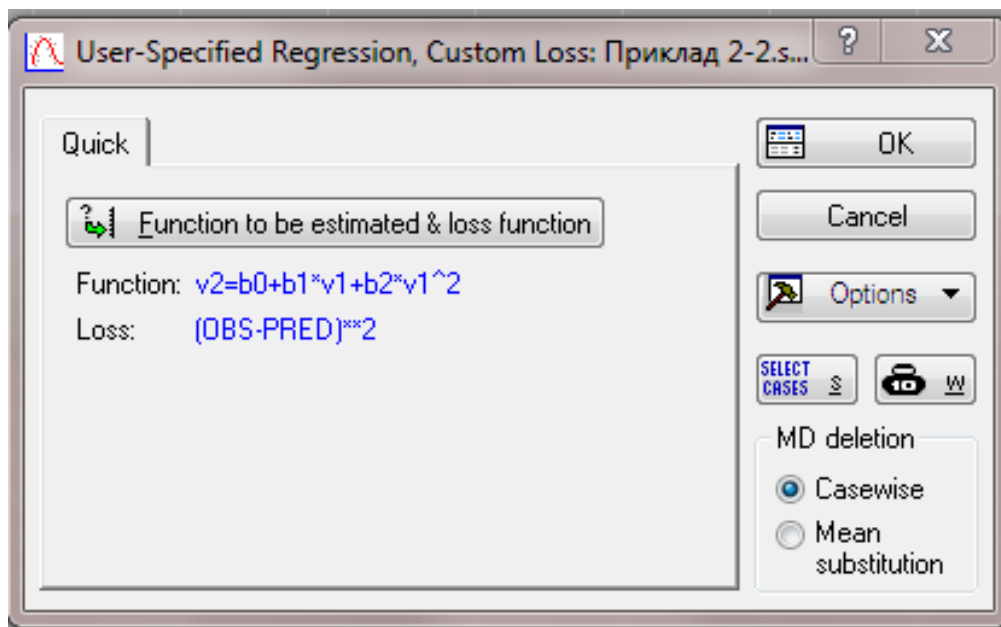 User-Specified Regression, Custom Loss: Приклад 2-2.s...
?
Quick
OK
Function to be estimated & loss function
Cancel
Function: v2=b0+b1*v1+b2*v1^2
Options
Loss: (OBS-PRED)**2
SELECT
CASES S
10 W
MD deletion
Casewise
Mean
substitution